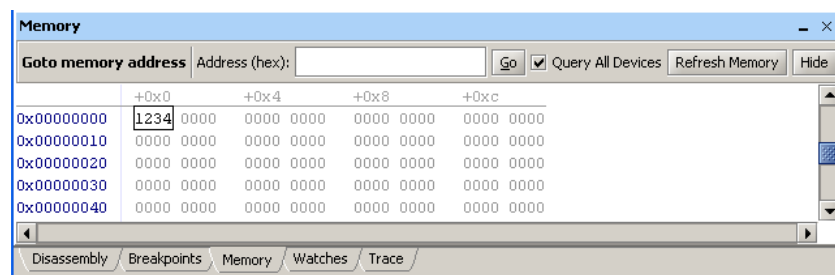 Memory
Goto memory address Address (hex): Go Query All Devices Refresh Memory Hide
+0x0 +0x4 +0x8 +0xc
0x00000000 1234 0000 0000 0000 0000 0000 0000 0000
0x00000010 0000 0000 0000 0000 0000 0000 0000 0000
0x00000020 0000 0000 0000 0000 0000 0000 0000 0000
0x00000030 0000 0000 0000 0000 0000 0000 0000 0000
0x00000040 0000 0000 0000 0000 0000 0000 0000 0000
Disassembly Breakpoints Memory Watches Trace